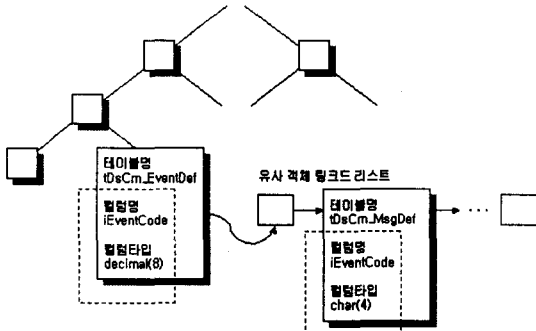 유사 객체 링크드 리스트
테이블명
tDsCm_EventDef
컬럼명
iEventCode
컬럼타입
decimal(8)
테이블명
tDsCm_MsgDef
컬럼명
iEventCode
컬럼타입
char(4)
...